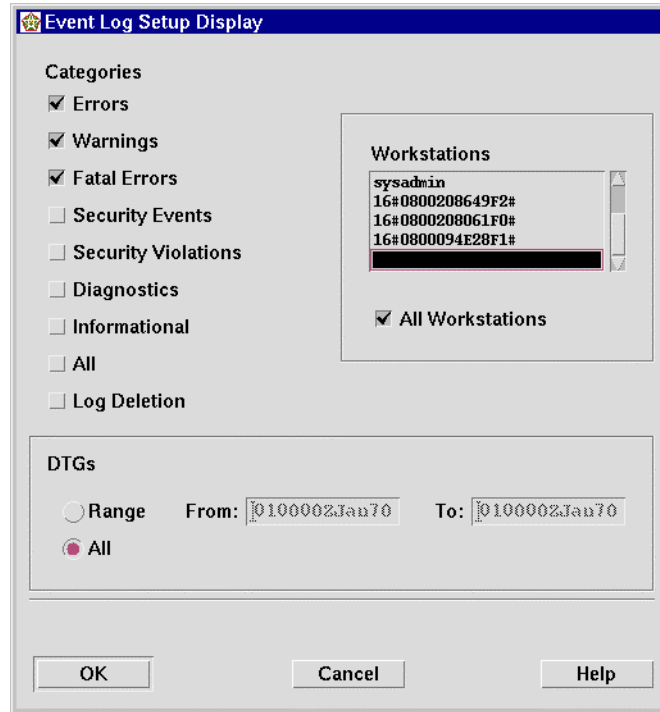 Event Log Setup Display
Categories
Errors
Warnings
Fatal Errors
Security Events
Security Violations
Diagnostics
Informational
All
Log Deletion
Workstations
sysadmin
16#0800208649F2#
16#0800208061F0#
16#0800094E28F1#
All Workstations
DTGs
Range From: 010000ZJan70 To: 010000ZJan70
All
OK Cancel Help